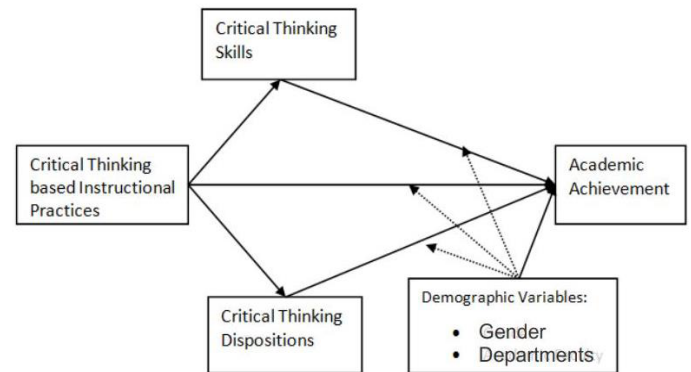 Critical Thinking
Skills
Critical Thinking
based Instructional
Practices
Academic
Achievement
Critical Thinking
Dispositions
Demographic Variables:
• Gender
• Departments